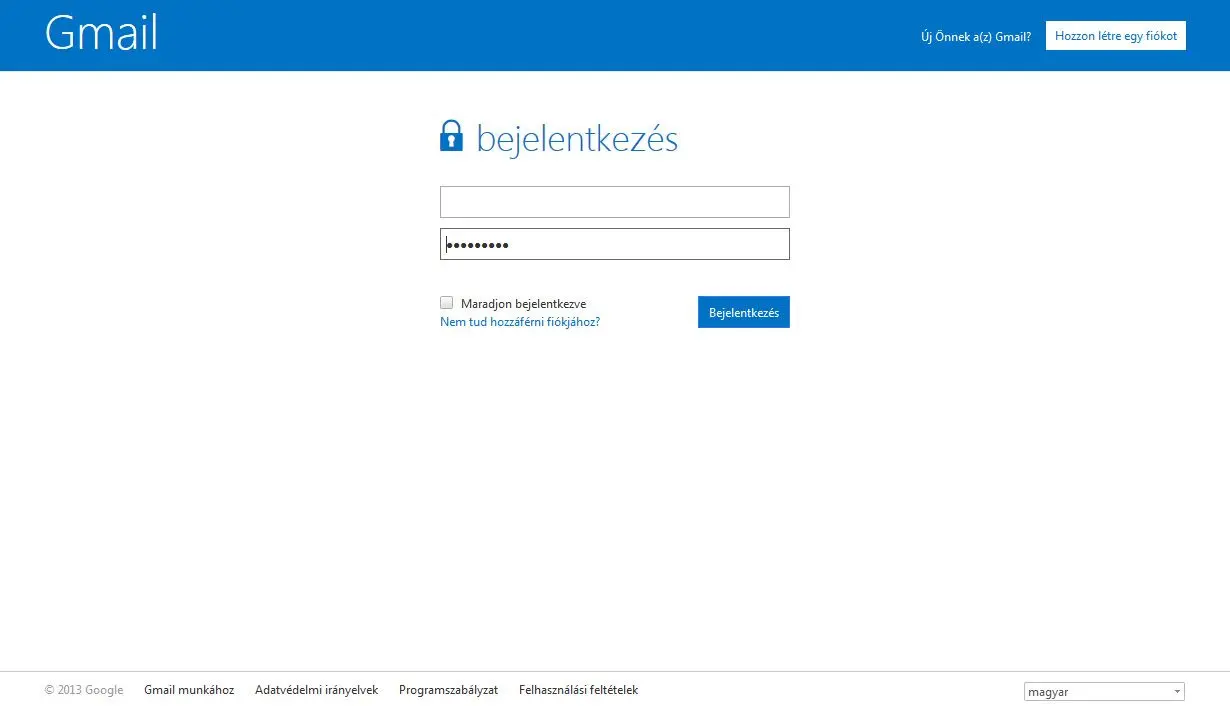 Gmail
Új Önnek a(z) Gmail? Hozzon létre egy fiókot
bejelentkezés
•••••••••
Maradjon bejelentkezve
Nem tud hozzáférni fiókjához?
Bejelentkezés
© 2013 Google Gmail munkához Adatvédelmi irányelvek Programszabályzat Felhasználási feltételek
magyar